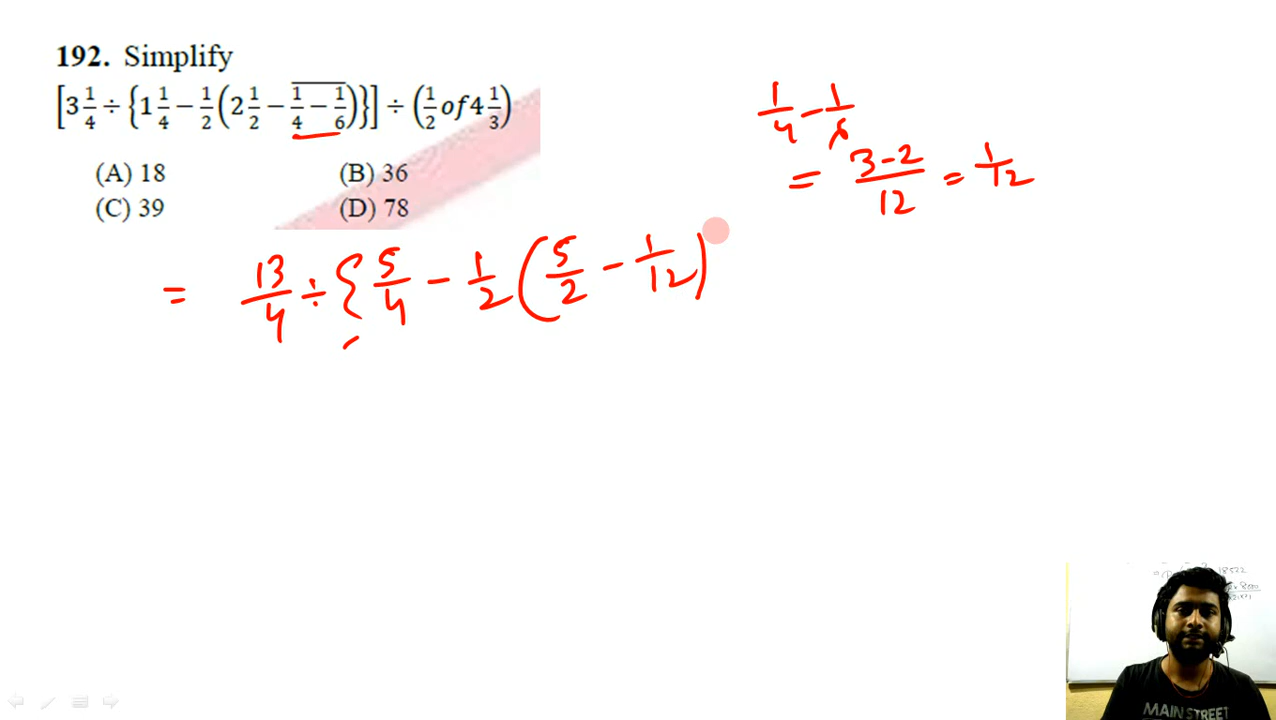 192. Simplify
[3 1/4 ÷ {1 1/4 − 1/2 (2 1/2 − \overline{1/4 − 1/6})}] ÷ (1/2 of 4 1/3)
(A) 18 (B) 36
(C) 39 (D) 78
1/4 − 1/6
= 3-2/12 = 1/12
= 13/4 ÷ { 5/4 − 1/2 ( 5/2 − 1/12 )
MAIN STREET